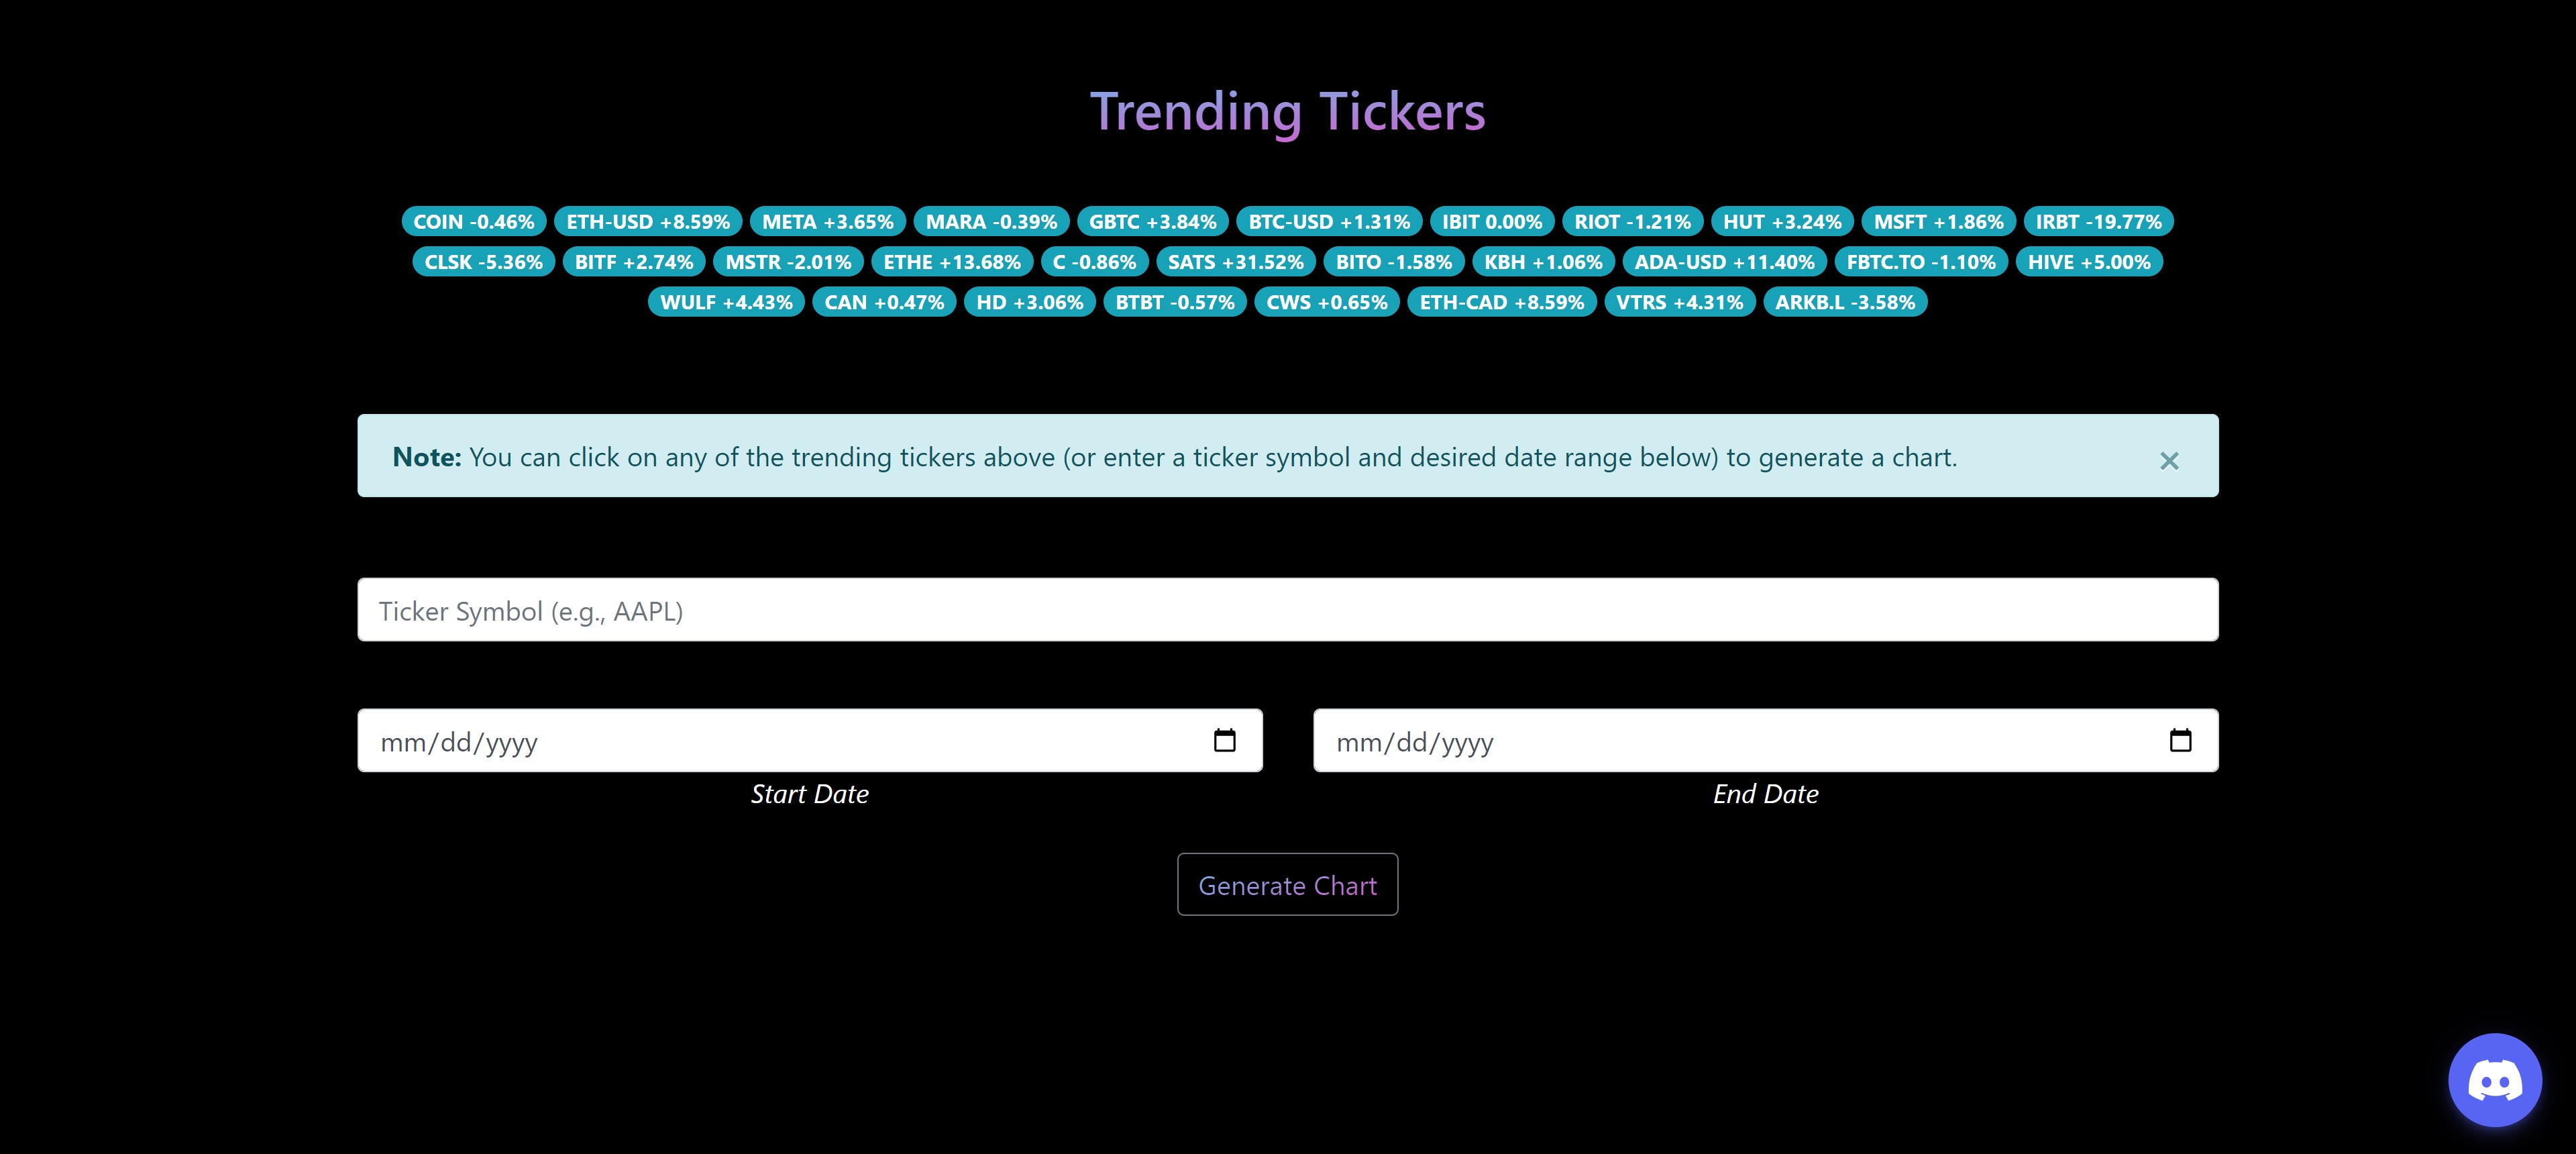 Trending Tickers
COIN -0.46% ETH-USD +8.59% META +3.65% MARA -0.39% GBTC +3.84% BTC-USD +1.31% IBIT 0.00% RIOT -1.21% HUT +3.24% MSFT +1.86% IRBT -19.77%
CLSK -5.36% BITF +2.74% MSTR -2.01% ETHE +13.68% C -0.86% SATS +31.52% BITO -1.58% KBH +1.06% ADA-USD +11.40% FBTC.TO -1.10% HIVE +5.00%
WULF +4.43% CAN +0.47% HD +3.06% BTBT -0.57% CWS +0.65% ETH-CAD +8.59% VTRS +4.31% ARKB.L -3.58%
Note: You can click on any of the trending tickers above (or enter a ticker symbol and desired date range below) to generate a chart. ×
Ticker Symbol (e.g., AAPL)
mm/dd/yyyy mm/dd/yyyy
Start Date End Date
Generate Chart